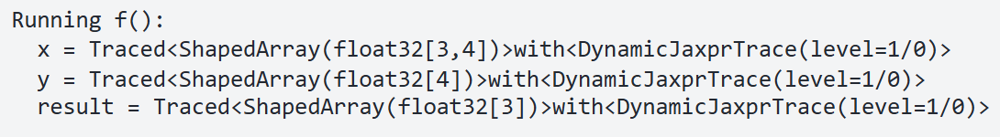 Running f():
  x = Traced<ShapedArray(float32[3,4])>with<DynamicJaxprTrace(level=1/0)>
  y = Traced<ShapedArray(float32[4])>with<DynamicJaxprTrace(level=1/0)>
  result = Traced<ShapedArray(float32[3])>with<DynamicJaxprTrace(level=1/0)>